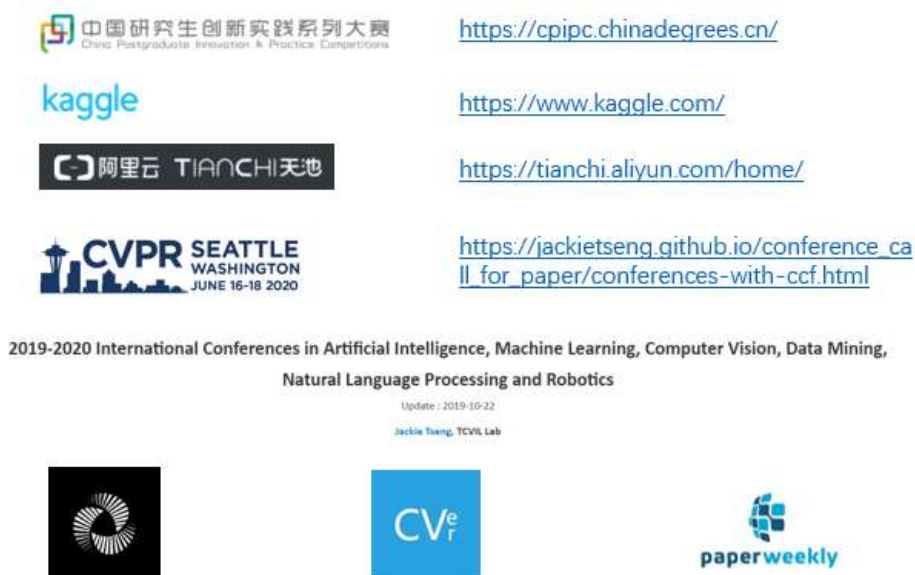 中国研究生创新实践系列大赛
China Postgraduate Innovation & Practice Competitions
https://cpipc.chinadegrees.cn/
kaggle
https://www.kaggle.com/
阿里云 TIANCHI天池
https://tianchi.aliyun.com/home/
CVPR SEATTLE
WASHINGTON
JUNE 16-18 2020
https://jackietseng.github.io/conference_ca
ll_for_paper/conferences-with-ccf.html
2019-2020 International Conferences in Artificial Intelligence, Machine Learning, Computer Vision, Data Mining,
Natural Language Processing and Robotics
Update : 2019-10-22
Jackie Tseng, TCVIL Lab
CVer
paperweekly